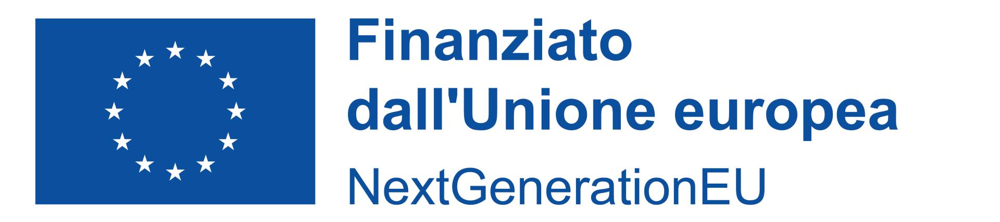 Finanziato
dall'Unione europea
NextGenerationEU